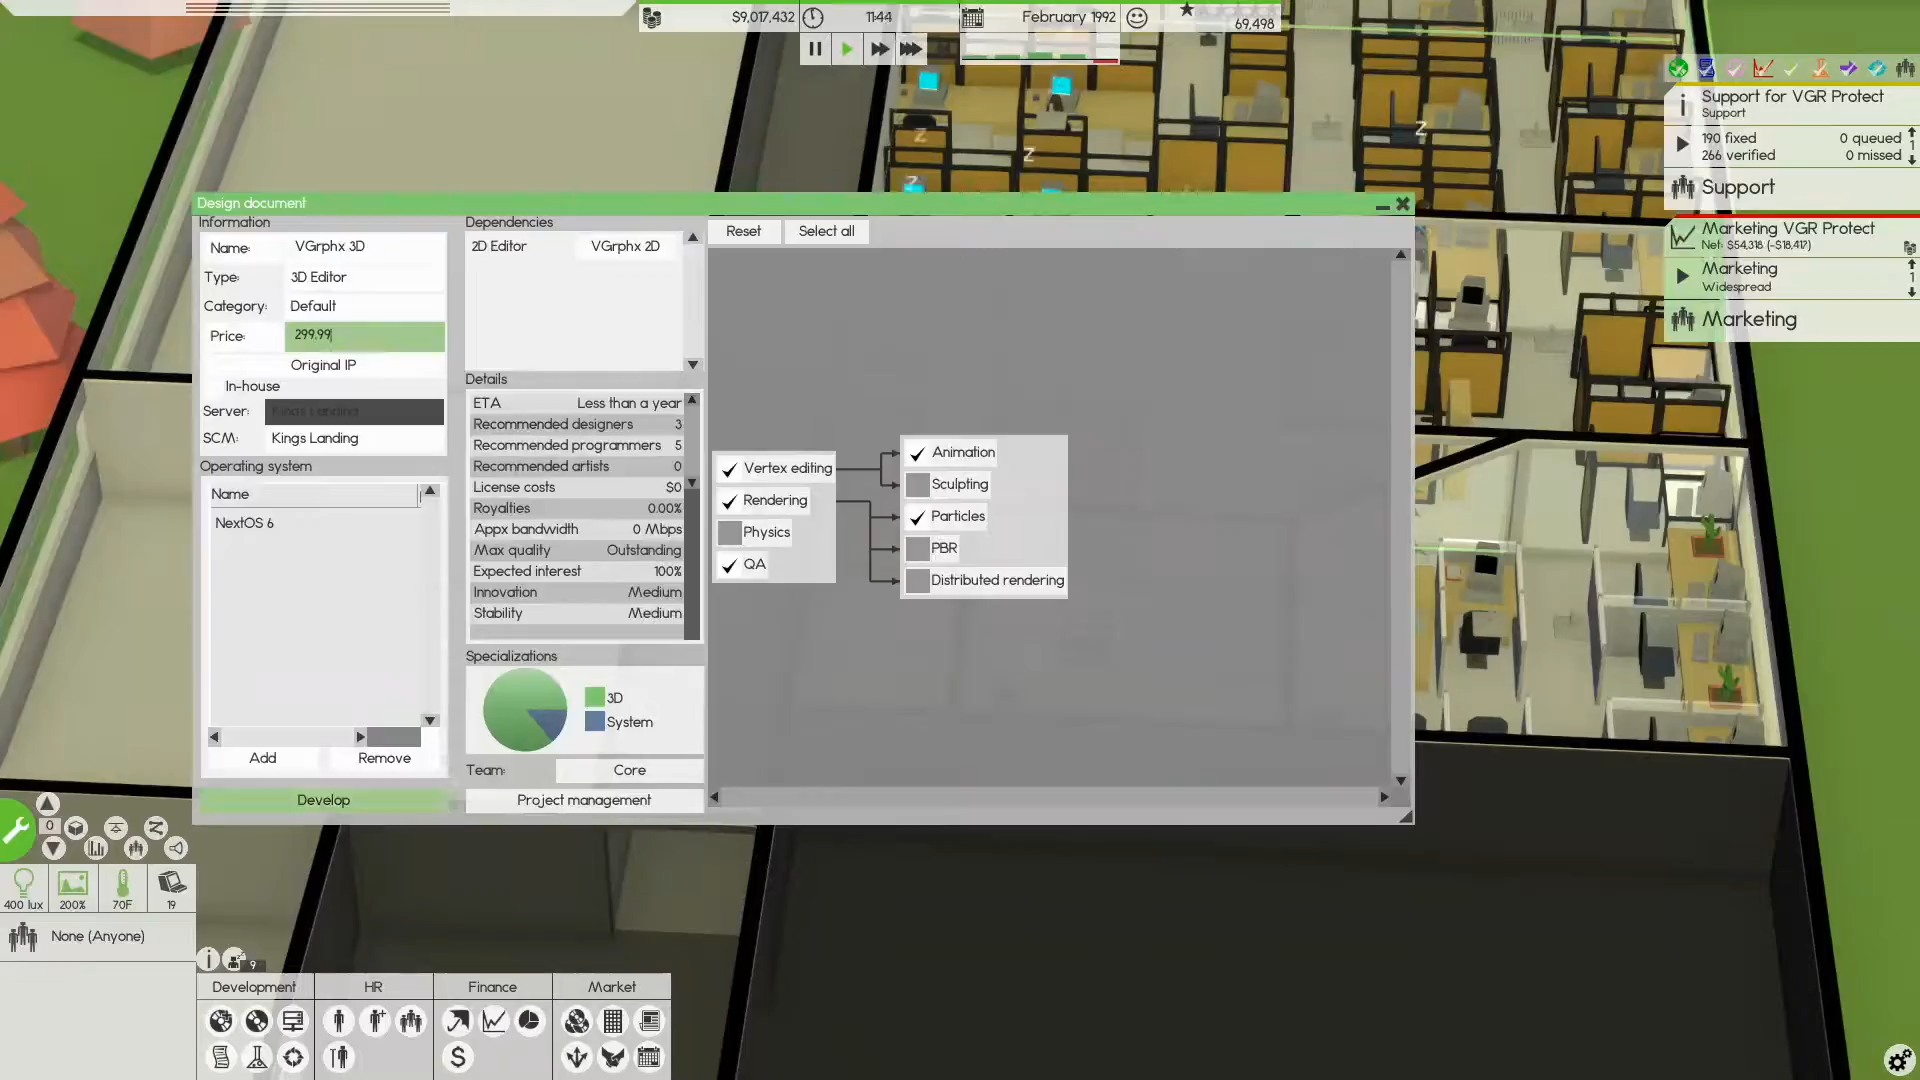 $9,017,432
11:44
February 1992
69,498
Support for VGR Protect
Support
190 fixed
0 queued
266 verified
0 missed
1
Support
Marketing VGR Protect
Net: $54,316 (-$18,417)
Marketing
Widespread
1
Marketing
Design document
Information
Name: VGrphx 3D
Type: 3D Editor
Category: Default
Price: 299.99
Original IP
In-house
Server: Kings Landing
SCM: Kings Landing
Operating system
Name
NextOS 6
Add Remove
Develop
Dependencies
2D Editor VGrphx 2D
Details
ETA Less than a year
Recommended designers 3
Recommended programmers 5
Recommended artists 0
License costs $0
Royalties 0.00%
Appx bandwidth 0 Mbps
Max quality Outstanding
Expected interest 100%
Innovation Medium
Stability Medium
Specializations
3D
System
Team: Core
Project management
Reset Select all
Vertex editing
Rendering
Physics
QA
Animation
Sculpting
Particles
PBR
Distributed rendering
Z
Z
Z
Z
0
400 lux 200% 70F 19
None (Anyone)
9
Development HR Finance Market